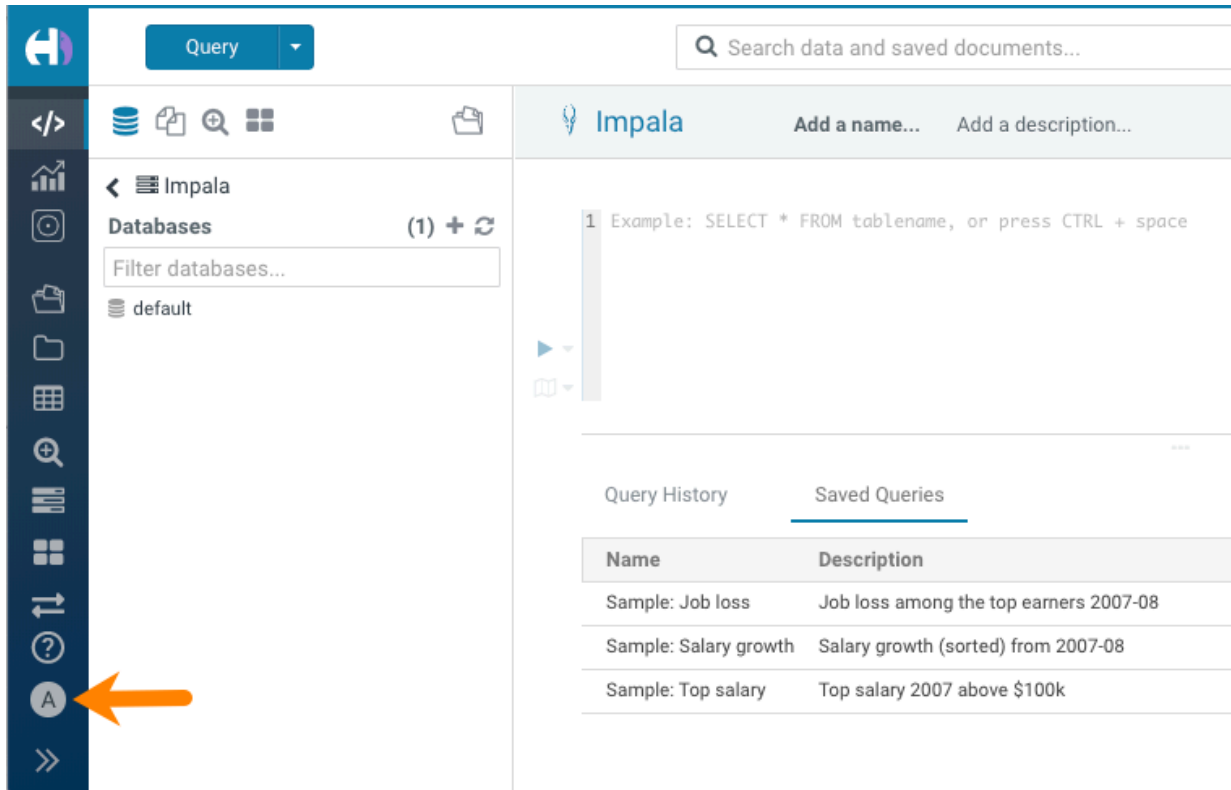 Query
Search data and saved documents...
Impala
Add a name... Add a description...
Impala
Databases (1)
Filter databases...
default
1 Example: SELECT * FROM tablename, or press CTRL + space
Query History Saved Queries
Name Description
Sample: Job loss Job loss among the top earners 2007-08
Sample: Salary growth Salary growth (sorted) from 2007-08
Sample: Top salary Top salary 2007 above $100k
A